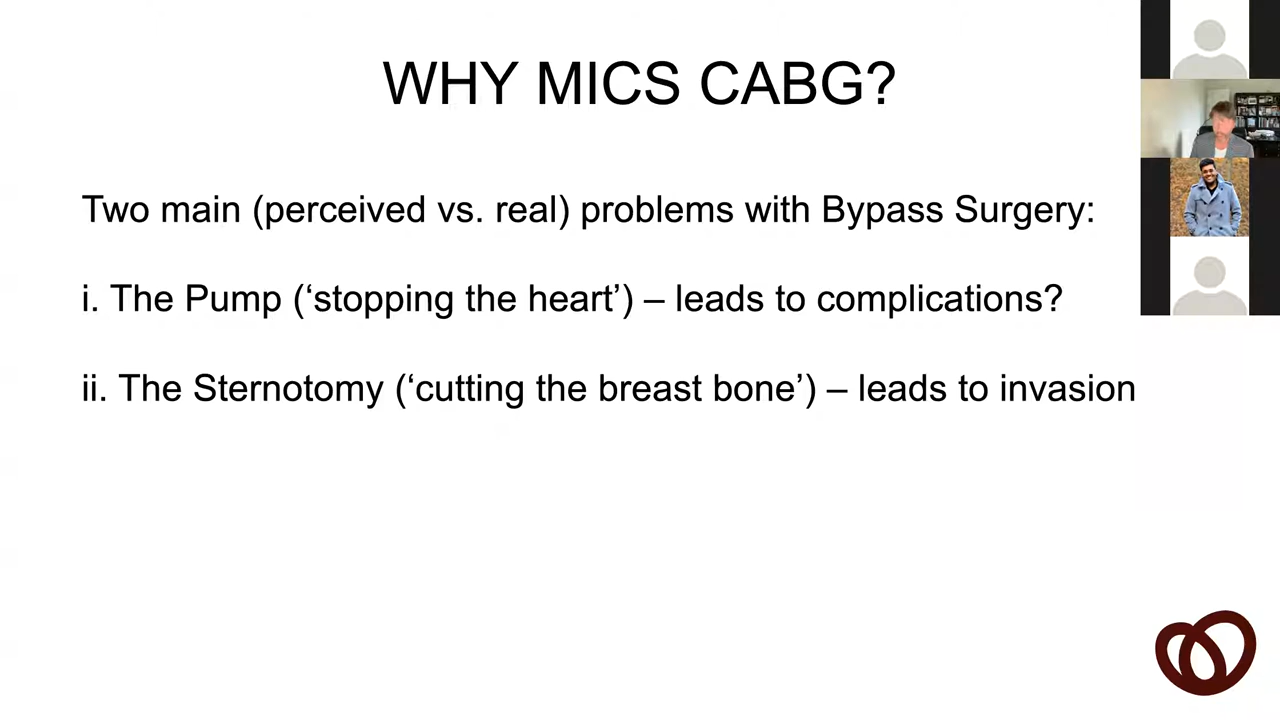 WHY MICS CABG?
Two main (perceived vs. real) problems with Bypass Surgery:
i. The Pump (‘stopping the heart’) – leads to complications?
ii. The Sternotomy (‘cutting the breast bone’) – leads to invasion